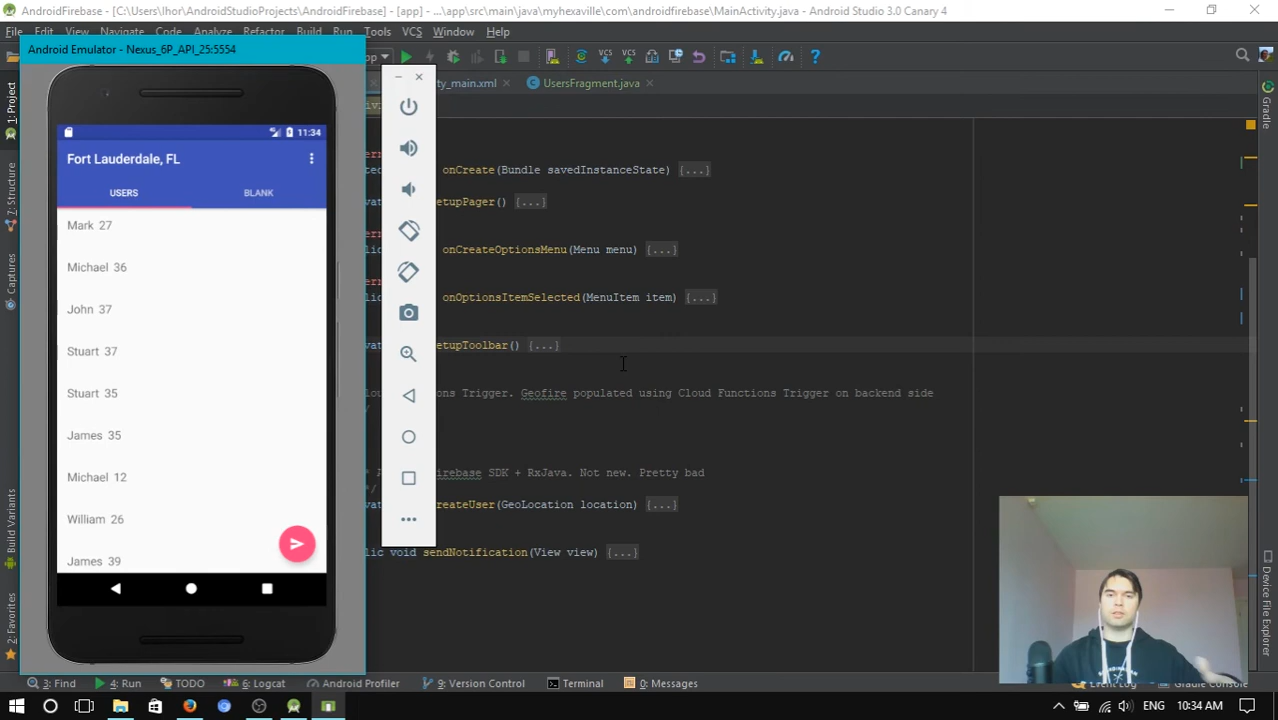 AndroidFirebase - [C:\Users\Ihor\AndroidStudioProjects\AndroidFirebase] - [app] - ...\app\src\main\java\myhexaville\com\androidfirebase\MainActivity.java - Android Studio 3.0 Canary 4
File Edit View Navigate Code Analyze Refactor Build Run Tools VCS Window Help
Android Emulator - Nexus_6P_API_25:5554
pp
VCS VCS
ty_main.xml UsersFragment.java
11:34
Fort Lauderdale, FL
USERS BLANK
Mark 27
Michael 36
John 37
Stuart 37
Stuart 35
James 35
Michael 12
William 26
James 39
onCreate(Bundle savedInstanceState) {...}
etupPager() {...}
onCreateOptionsMenu(Menu menu) {...}
onOptionsItemSelected(MenuItem item) {...}
etupToolbar() {...}
ons Trigger. Geofire populated using Cloud Functions Trigger on backend side
*/
irebase SDK + RxJava. Not new. Pretty bad
*/
reateUser(GeoLocation location) {...}
lic void sendNotification(View view) {...}
1: Project
7: Structure
Captures
Build Variants
2: Favorites
Gradle
Device File Explorer
3: Find 4: Run TODO 6: Logcat Android Profiler 9: Version Control Terminal 0: Messages Event Log Gradle Console
ENG 10:34 AM